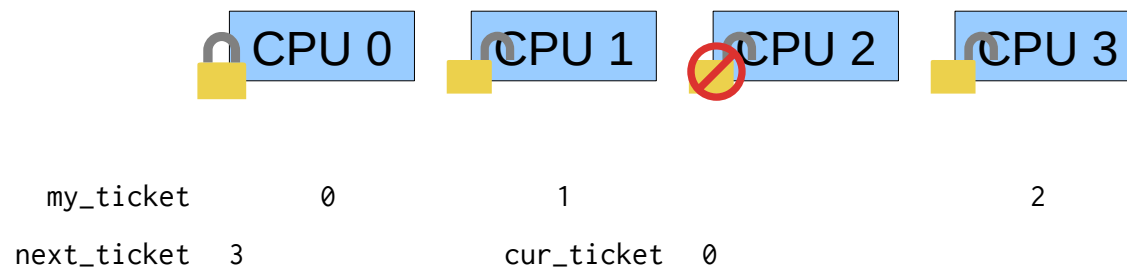 CPU 0 CPU 1 CPU 2 CPU 3
my_ticket 0 1 2
next_ticket 3 cur_ticket 0